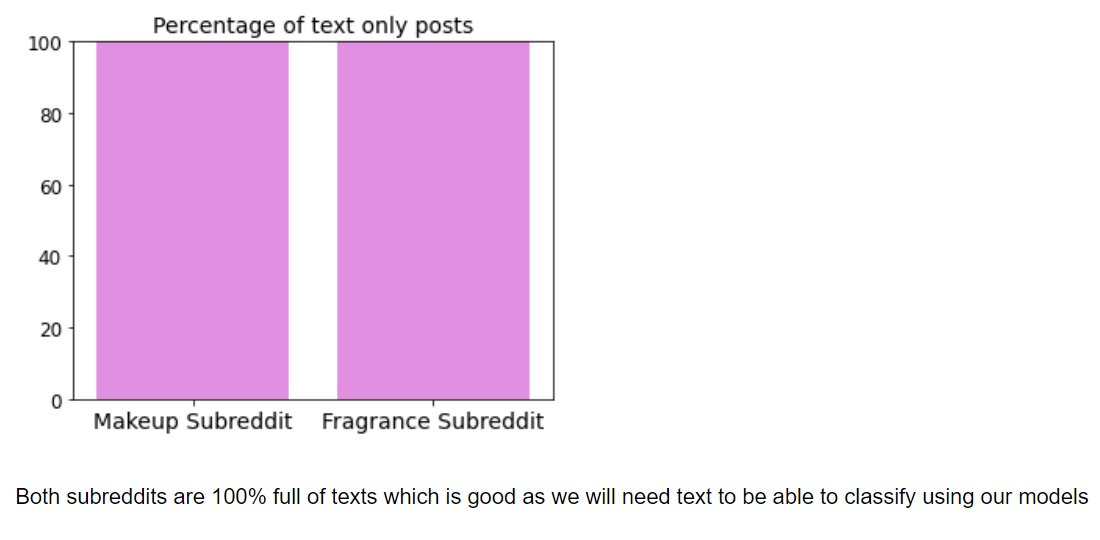 Percentage of text only posts
100
80
60
40
20
0
Makeup Subreddit Fragrance Subreddit
Both subreddits are 100% full of texts which is good as we will need text to be able to classify using our models